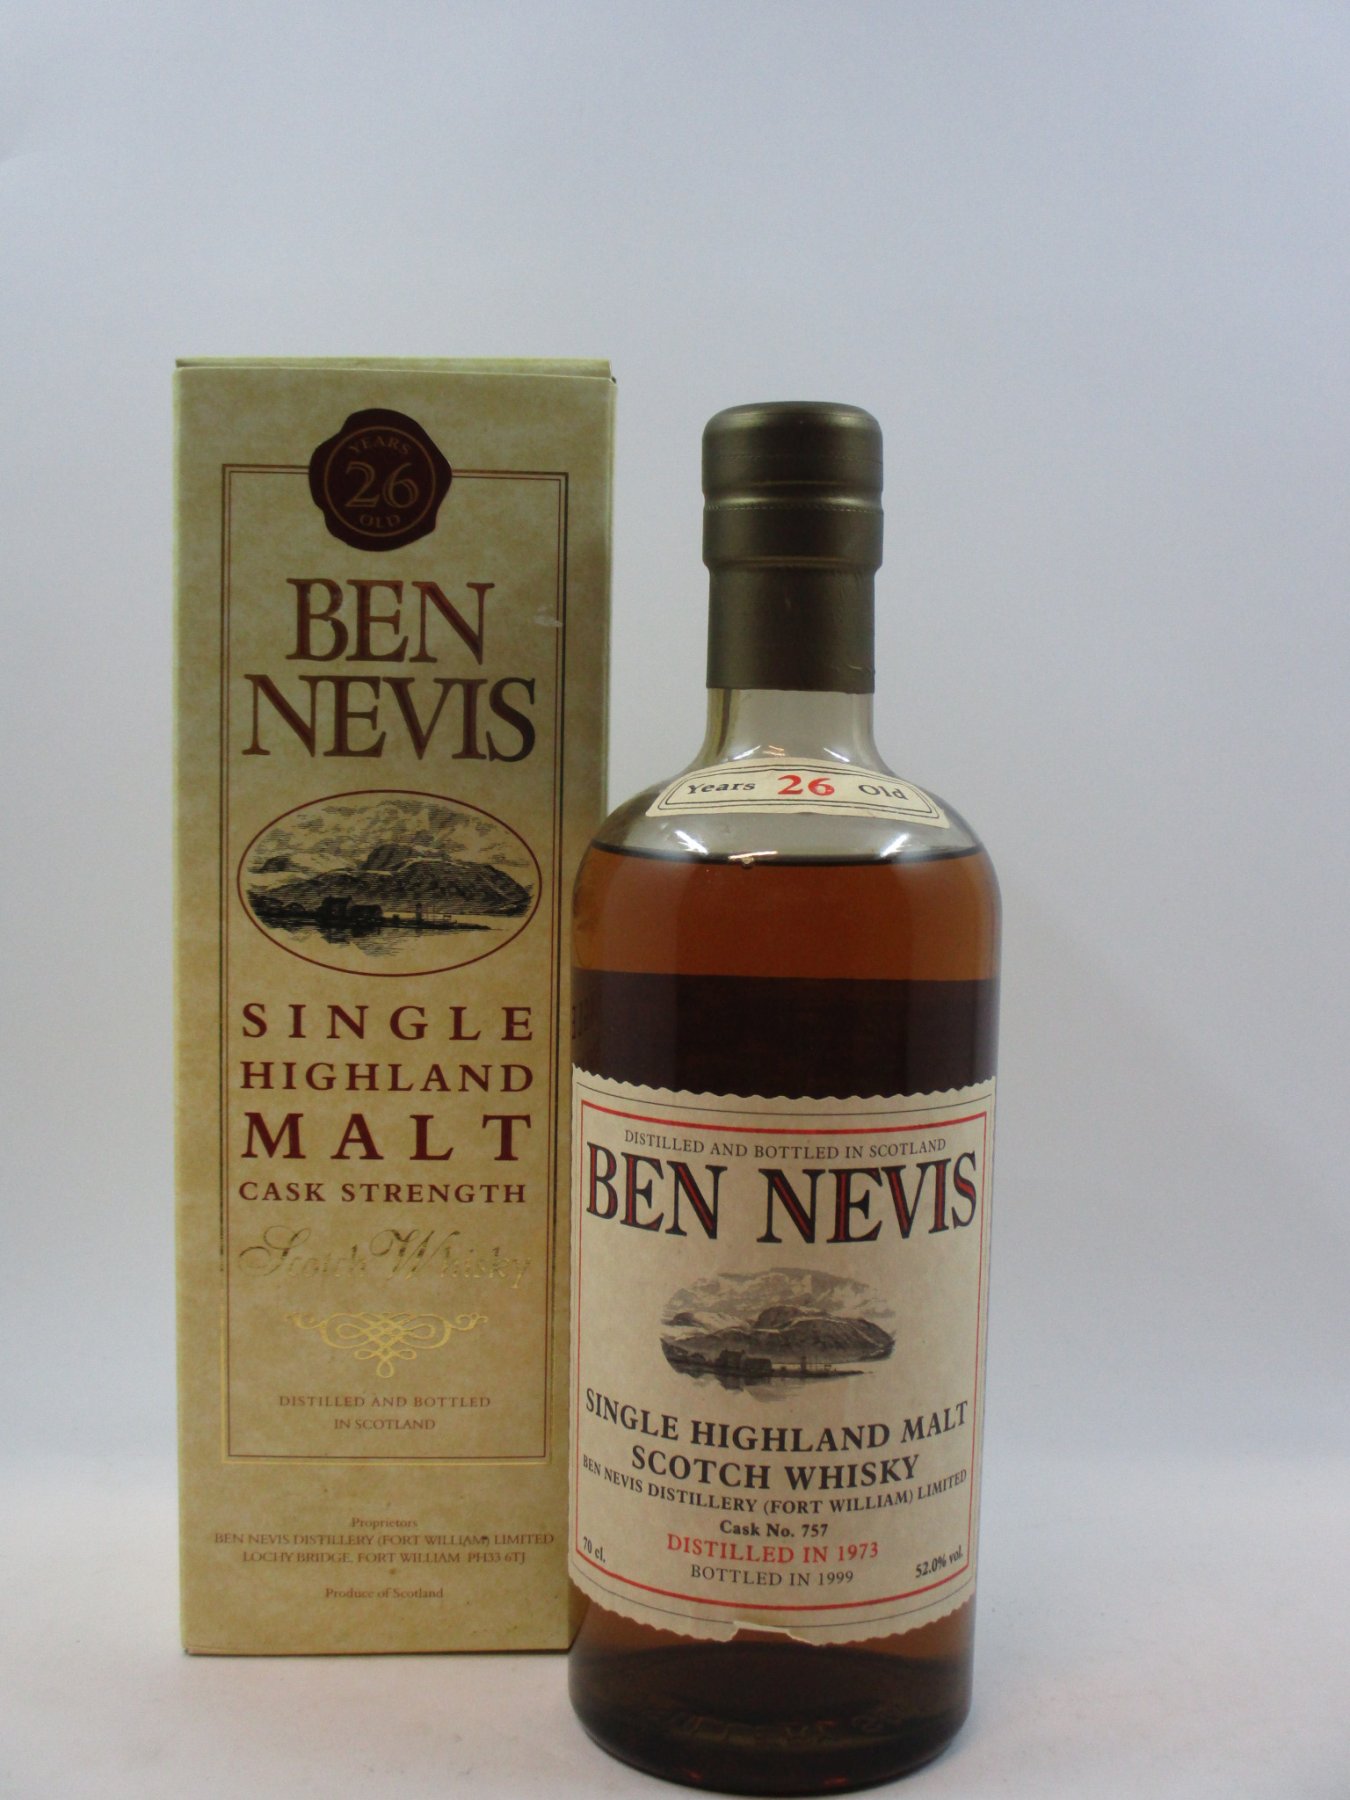 YEARS
26
OLD
BEN
NEVIS
SINGLE
HIGHLAND
MALT
CASK STRENGTH
Scotch Whisky
DISTILLED AND BOTTLED
IN SCOTLAND
Proprietors
BEN NEVIS DISTILLERY (FORT WILLIAM) LIMITED
LOCHY BRIDGE, FORT WILLIAM PH33 6TJ
Produce of Scotland
Years 26 Old
DISTILLED AND BOTTLED IN SCOTLAND
BEN NEVIS
SINGLE HIGHLAND MALT
SCOTCH WHISKY
BEN NEVIS DISTILLERY (FORT WILLIAM) LIMITED
Cask No. 757
DISTILLED IN 1973
BOTTLED IN 1999
70 cl.
52.0% vol.